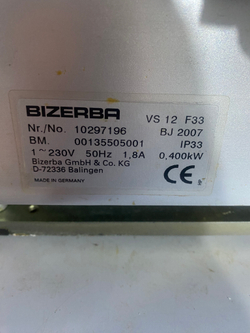 BIZERBA VS 12 F33
Nr./No. 10297196 BJ 2007
BM. 00135505001 IP33
1~230V 50Hz 1,8A 0,400kW
Bizerba GmbH & Co. KG
D-72336 Balingen
CE
MADE IN GERMANY